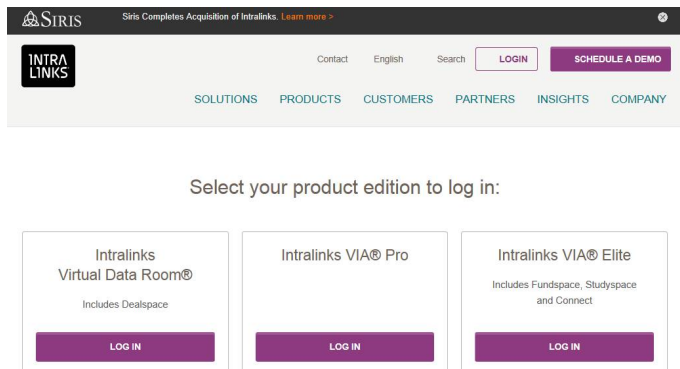 SIRIS Siris Completes Acquisition of Intralinks. Learn more >
INTRΛ
L1NKS
Contact English Search LOGIN SCHEDULE A DEMO
SOLUTIONS PRODUCTS CUSTOMERS PARTNERS INSIGHTS COMPANY
Select your product edition to log in:
Intralinks
Virtual Data Room®
Includes Dealspace
LOG IN
Intralinks VIA® Pro
LOG IN
Intralinks VIA® Elite
Includes Fundspace, Studyspace
and Connect
LOG IN